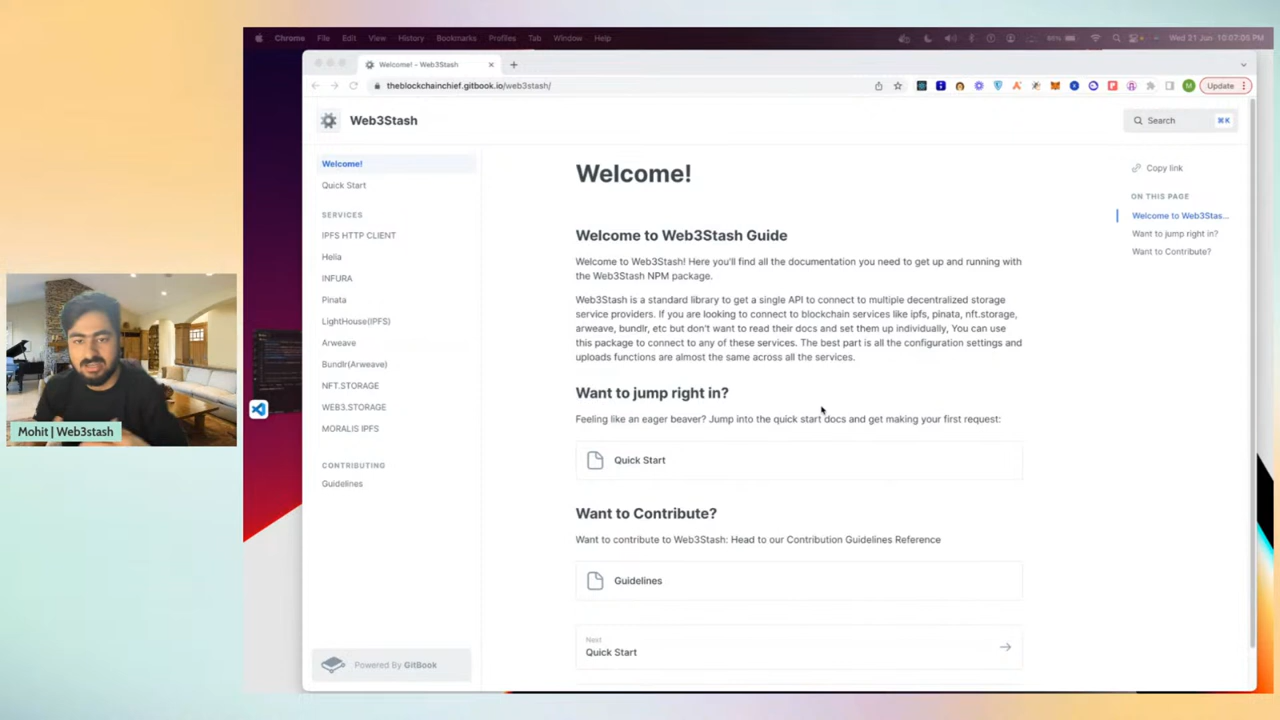 Chrome File Edit View History Bookmarks Profiles Tab Window Help
Wed 21 Jun 10:07:05 PM
Welcome! - Web3Stash
theblockchainchief.gitbook.io/web3stash/
Update
Web3Stash
Search ⌘K
Welcome!
Quick Start
SERVICES
IPFS HTTP CLIENT
Helia
INFURA
Pinata
LightHouse(IPFS)
Arweave
Bundlr(Arweave)
NFT.STORAGE
WEB3.STORAGE
MORALIS IPFS
CONTRIBUTING
Guidelines
Powered By GitBook
Welcome!
Welcome to Web3Stash Guide
Welcome to Web3Stash! Here you'll find all the documentation you need to get up and running with
the Web3Stash NPM package.
Web3Stash is a standard library to get a single API to connect to multiple decentralized storage
service providers. If you are looking to connect to blockchain services like ipfs, pinata, nft.storage,
arweave, bundlr, etc but don't want to read their docs and set them up individually, You can use
this package to connect to any of these services. The best part is all the configuration settings and
uploads functions are almost the same across all the services.
Want to jump right in?
Feeling like an eager beaver? Jump into the quick start docs and get making your first request:
Quick Start
Want to Contribute?
Want to contribute to Web3Stash: Head to our Contribution Guidelines Reference
Guidelines
Next
Quick Start
Copy link
ON THIS PAGE
Welcome to Web3Stas...
Want to jump right in?
Want to Contribute?
Mohit | Web3stash